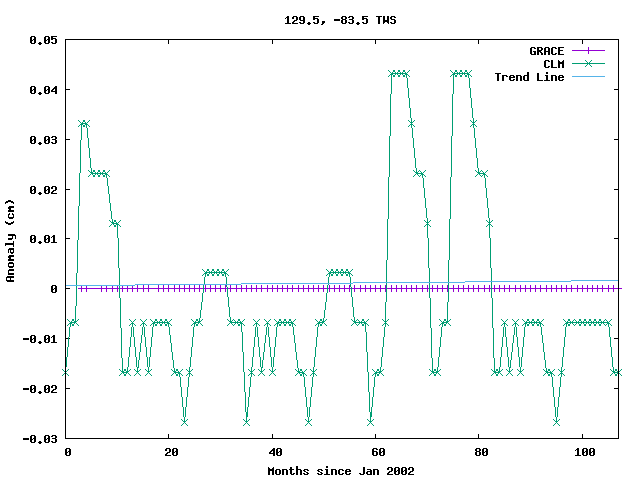 129.5, -83.5 TWS
GRACE
CLM
Trend Line
0.05
0.04
0.03
0.02
0.01
0
-0.01
-0.02
-0.03
Anomaly (cm)
0 20 40 60 80 100
Months since Jan 2002